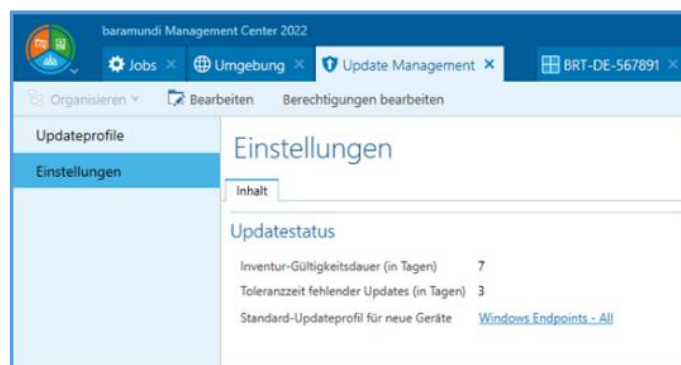 baramundi Management Center 2022
Jobs × Umgebung × Update Management × BRT-DE-567891 ×
Organisieren Bearbeiten Berechtigungen bearbeiten
Updateprofile
Einstellungen
Einstellungen
Inhalt
Updatestatus
Inventur-Gültigkeitsdauer (in Tagen) 7
Toleranzzeit fehlender Updates (in Tagen) 3
Standard-Updateprofil für neue Geräte Windows Endpoints - All